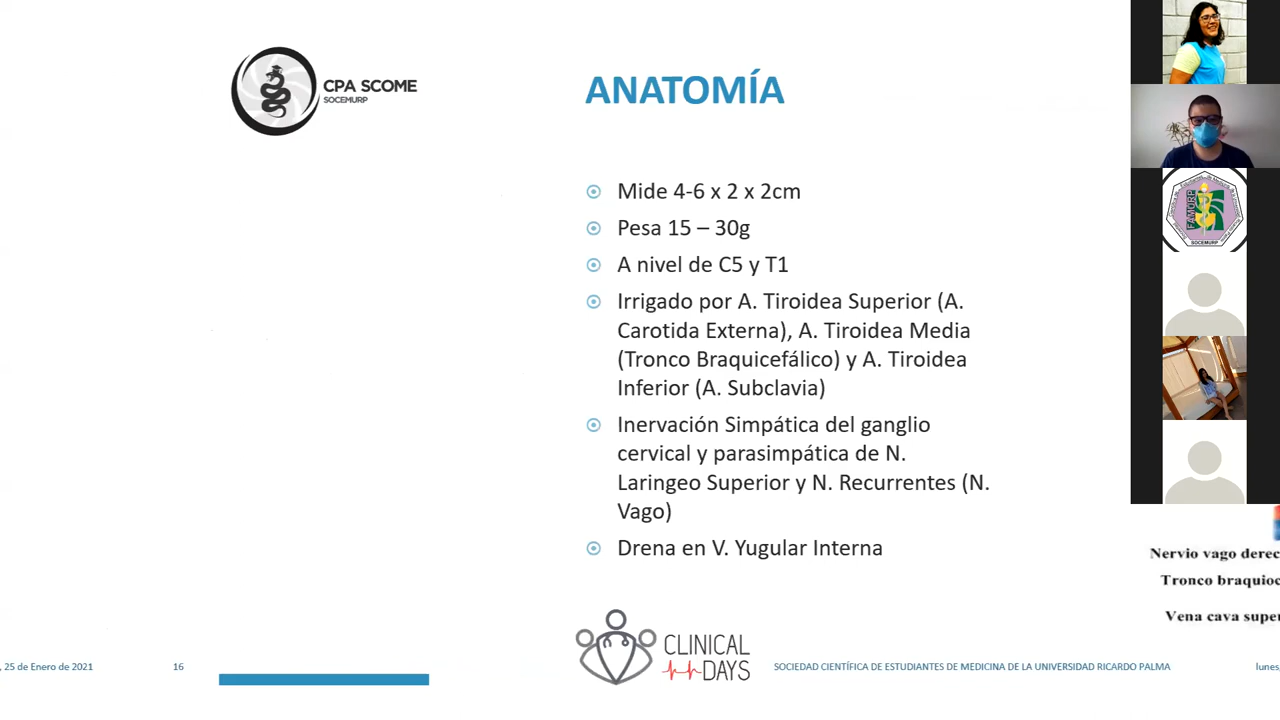 CPA SCOME
SOCEMURP
ANATOMÍA
Mide 4-6 x 2 x 2cm
Pesa 15 – 30g
A nivel de C5 y T1
Irrigado por A. Tiroidea Superior (A.
Carotida Externa), A. Tiroidea Media
(Tronco Braquicefálico) y A. Tiroidea
Inferior (A. Subclavia)
Inervación Simpática del ganglio
cervical y parasimpática de N.
Laringeo Superior y N. Recurrentes (N.
Vago)
Drena en V. Yugular Interna
FAMURP
SOCEMURP
Nervio vago derec
Tronco braquioc
Vena cava super
, 25 de Enero de 2021
16
CLINICAL
DAYS
SOCIEDAD CIENTÍFICA DE ESTUDIANTES DE MEDICINA DE LA UNIVERSIDAD RICARDO PALMA
lunes,